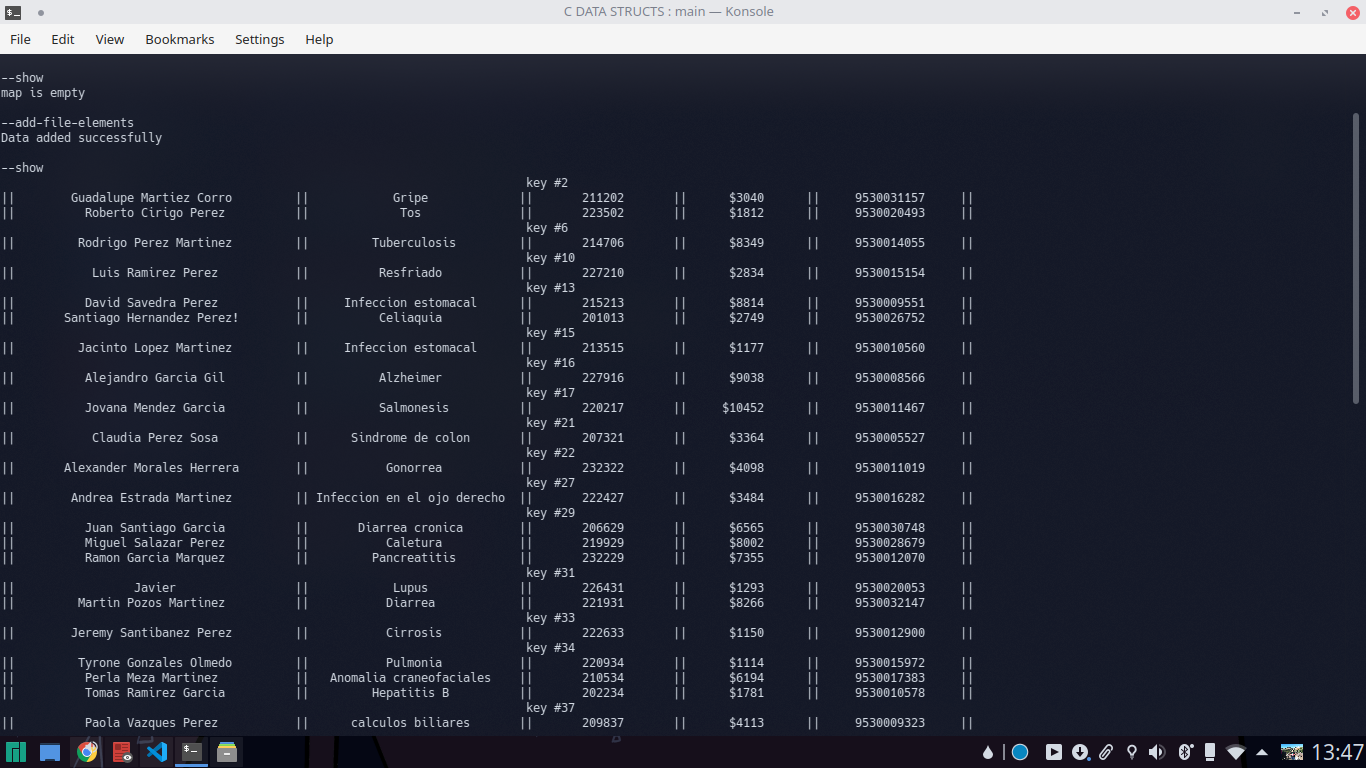 C DATA STRUCTS : main — Konsole
File Edit View Bookmarks Settings Help
--show
map is empty
--add-file-elements
Data added successfully
--show
key #2
|| Guadalupe Martiez Corro || Gripe || 211202 || $3040 || 9530031157 ||
|| Roberto Cirigo Perez || Tos || 223502 || $1812 || 9530020493 ||
key #6
|| Rodrigo Perez Martinez || Tuberculosis || 214706 || $8349 || 9530014055 ||
key #10
|| Luis Ramirez Perez || Resfriado || 227210 || $2834 || 9530015154 ||
key #13
|| David Savedra Perez || Infeccion estomacal || 215213 || $8814 || 9530009551 ||
|| Santiago Hernandez Perez! || Celiaquia || 201013 || $2749 || 9530026752 ||
key #15
|| Jacinto Lopez Martinez || Infeccion estomacal || 213515 || $1177 || 9530010560 ||
key #16
|| Alejandro Garcia Gil || Alzheimer || 227916 || $9038 || 9530008566 ||
key #17
|| Jovana Mendez Garcia || Salmonesis || 220217 || $10452 || 9530011467 ||
key #21
|| Claudia Perez Sosa || Sindrome de colon || 207321 || $3364 || 9530005527 ||
key #22
|| Alexander Morales Herrera || Gonorrea || 232322 || $4098 || 9530011019 ||
key #27
|| Andrea Estrada Martinez || Infeccion en el ojo derecho || 222427 || $3484 || 9530016282 ||
key #29
|| Juan Santiago Garcia || Diarrea cronica || 206629 || $6565 || 9530030748 ||
|| Miguel Salazar Perez || Caletura || 219929 || $8002 || 9530028679 ||
|| Ramon Garcia Marquez || Pancreatitis || 232229 || $7355 || 9530012070 ||
key #31
|| Javier || Lupus || 226431 || $1293 || 9530020053 ||
|| Martin Pozos Martinez || Diarrea || 221931 || $8266 || 9530032147 ||
key #33
|| Jeremy Santibanez Perez || Cirrosis || 222633 || $1150 || 9530012900 ||
key #34
|| Tyrone Gonzales Olmedo || Pulmonia || 220934 || $1114 || 9530015972 ||
|| Perla Meza Martinez || Anomalia craneofaciales || 210534 || $6194 || 9530017383 ||
|| Tomas Ramirez Garcia || Hepatitis B || 202234 || $1781 || 9530010578 ||
key #37
|| Paola Vazques Perez || calculos biliares || 209837 || $4113 || 9530009323 ||
13:47